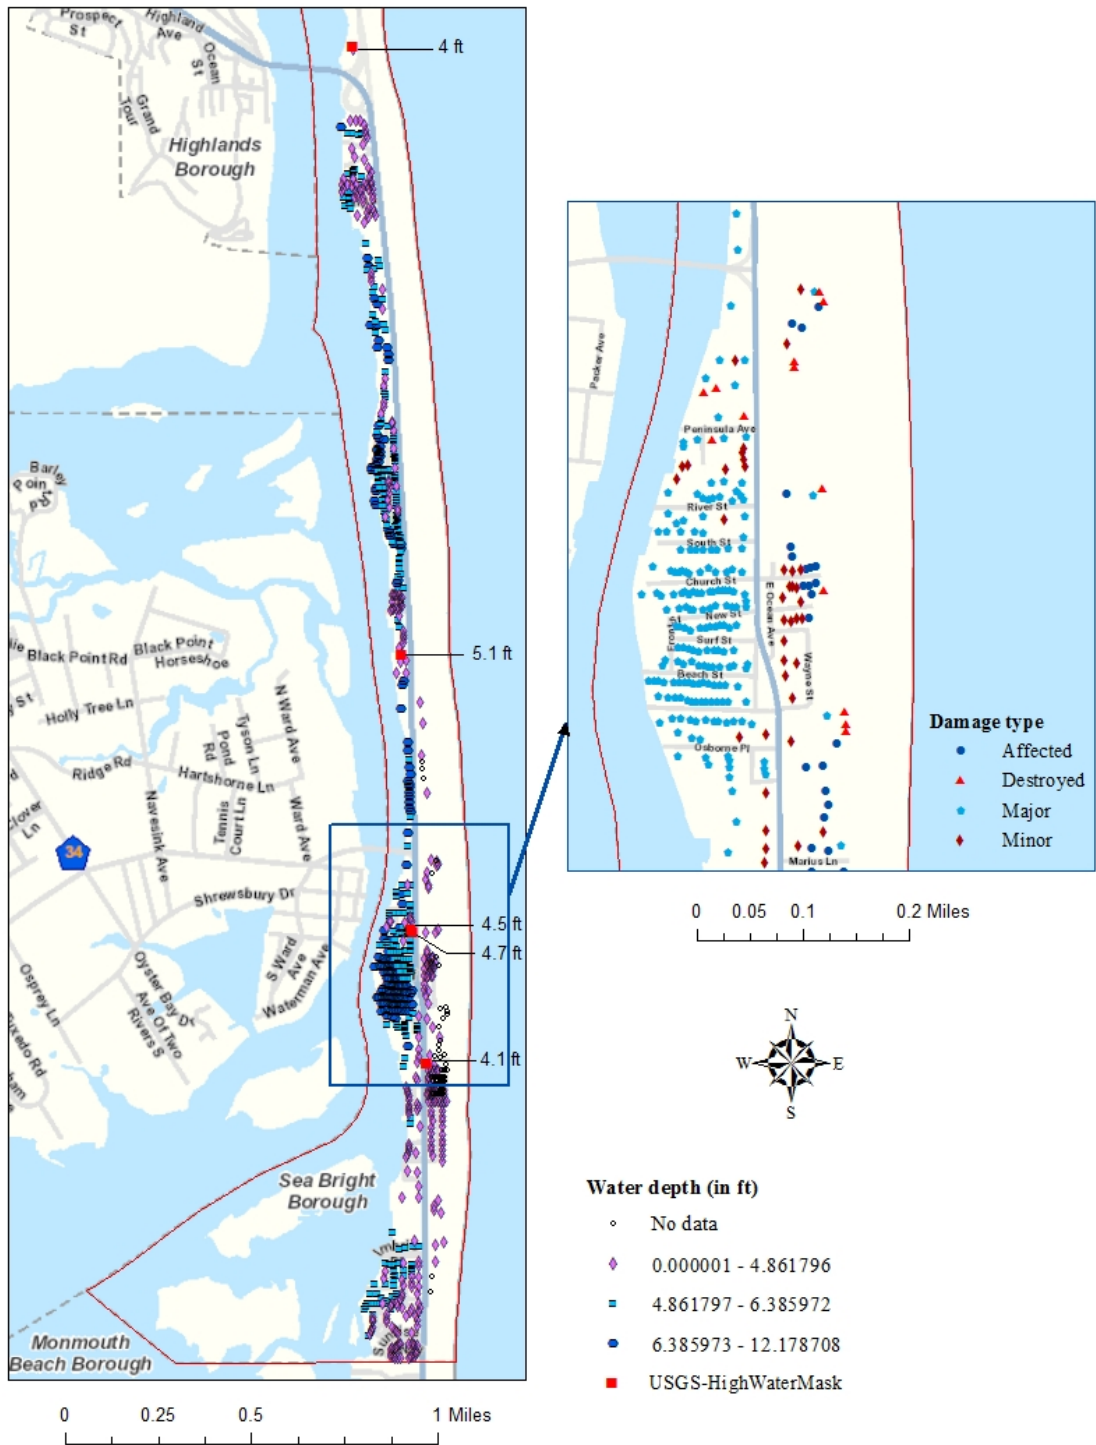 Prospect
St
Highland
Ave
Ocean
St
Grand
Tour
Highlands
Borough
4 ft
Barley
Poin
Rd
Black Point Rd
Black Point
Horseshoe
St
Holly Tree Ln
Ridge Rd
N Ward Ave
Tyson Ln
Pond
Rd
Hartshorne Ln
Tennis
Court Ln
Ward Ave
Navesink Ave
Clover
Ln
34
Shrewsbury Dr
S Ward
Ave
Waterman Ave
Oyster Bay Dr
Ave Of Two
Rivers S
Osprey Ln
Tuxedo Rd
5.1 ft
4.5 ft
4.7 ft
4.1 ft
Sea Bright
Borough
Monmouth
Beach Borough
0 0.25 0.5 1 Miles
Packer Ave
Peninsula Ave
River St
South St
Church St
New St
Front St
Surf St
Beach St
Osborne Pl
E Ocean Ave
Wayne St
Marius Ln
Damage type
Affected
Destroyed
Major
Minor
0 0.05 0.1 0.2 Miles
N
W E
S
Water depth (in ft)
No data
0.000001 - 4.861796
4.861797 - 6.385972
6.385973 - 12.178708
USGS-HighWaterMask